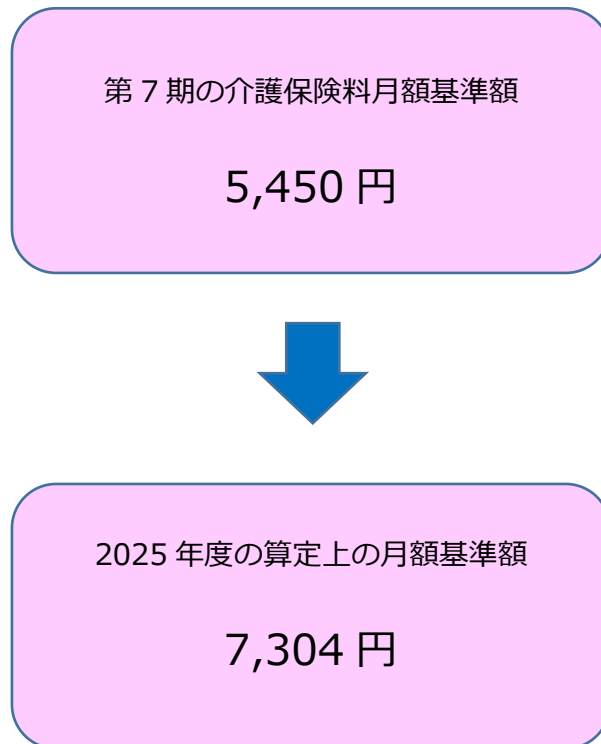 第 7 期の介護保険料月額基準額
5,450 円
2025 年度の算定上の月額基準額
7,304 円